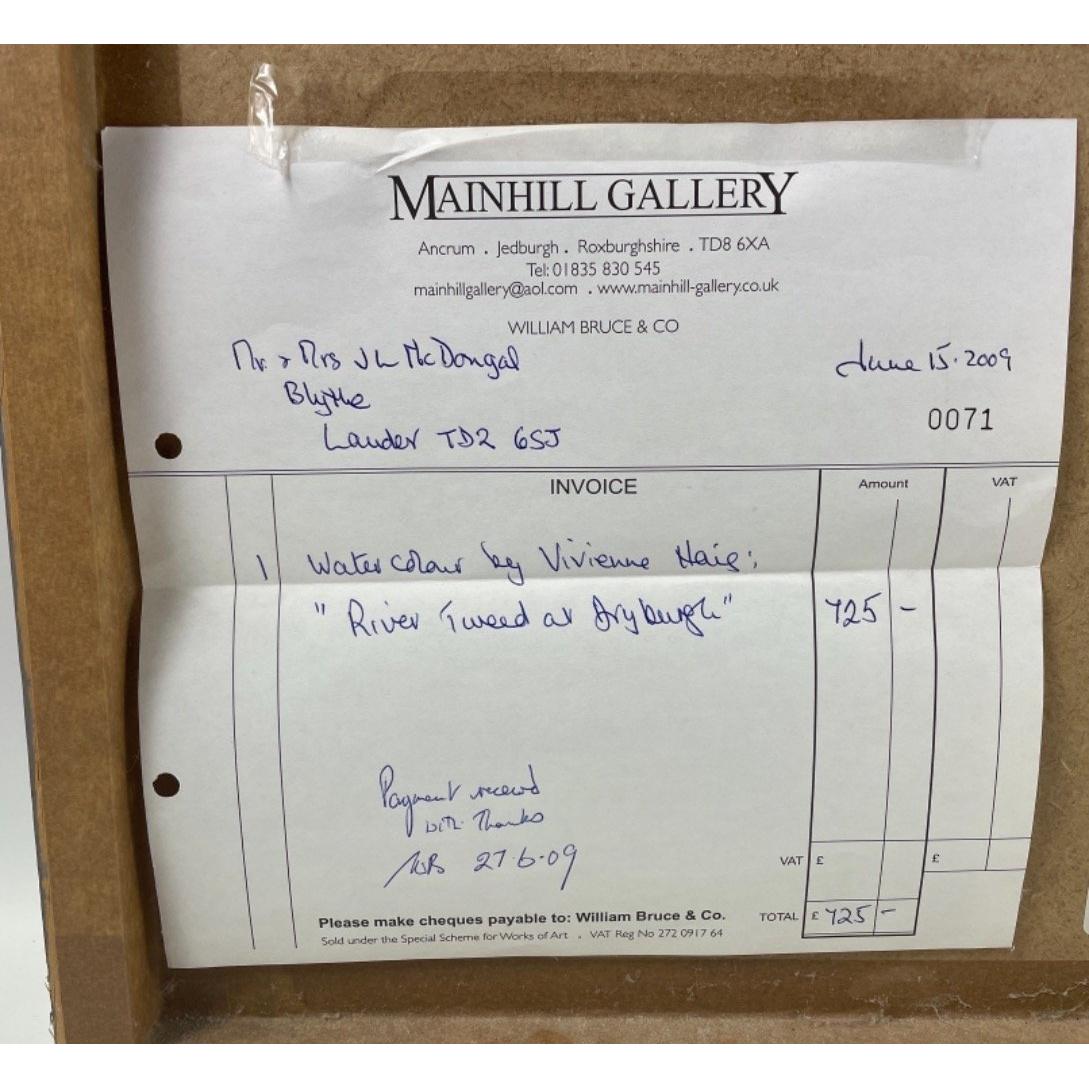 MAINHILL GALLERY
Ancrum . Jedburgh . Roxburghshire . TD8 6XA
Tel: 01835 830 545
mainhillgallery@aol.com . www.mainhill-gallery.co.uk
WILLIAM BRUCE & CO
Mr & Mrs J L McDongal
June 15. 2009
Blythe
Lauder TD2 6SJ
0071
INVOICE Amount VAT
1 Watercolour by Vivienne Haig:
"River Tweed at Dryburgh" 725 -
Payment received
with Thanks
WB 27.6.09
VAT £ £
Please make cheques payable to: William Bruce & Co. TOTAL £ 725 -
Sold under the Special Scheme for Works of Art . VAT Reg No 272 0917 64